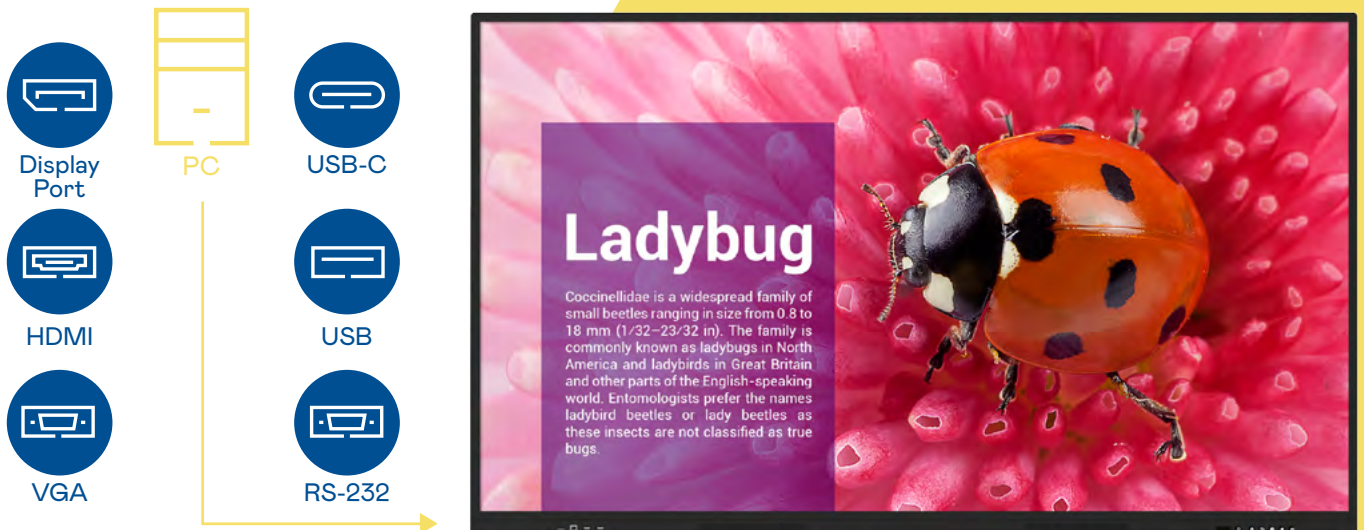 Display
Port
PC
USB-C
HDMI
USB
VGA
RS-232
Ladybug
Coccinellidae is a widespread family of
small beetles ranging in size from 0.8 to
18 mm (1/32–23/32 in). The family is
commonly known as ladybugs in North
America and ladybirds in Great Britain
and other parts of the English-speaking
world. Entomologists prefer the names
ladybird beetles or lady beetles as
these insects are not classified as true
bugs.